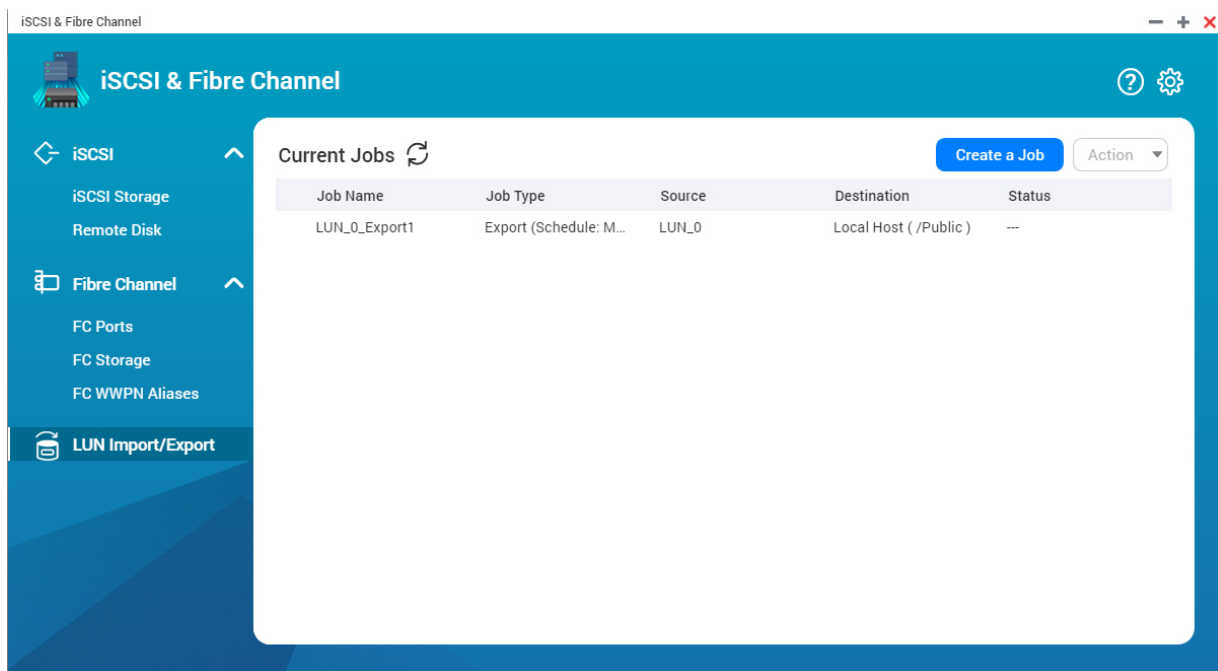 iSCSI & Fibre Channel
iSCSI & Fibre Channel
iSCSI
iSCSI Storage
Remote Disk
Fibre Channel
FC Ports
FC Storage
FC WWPN Aliases
LUN Import/Export
Current Jobs
Create a Job
Action
Job Name Job Type Source Destination Status
LUN_0_Export1 Export (Schedule: M... LUN_0 Local Host ( /Public ) ---